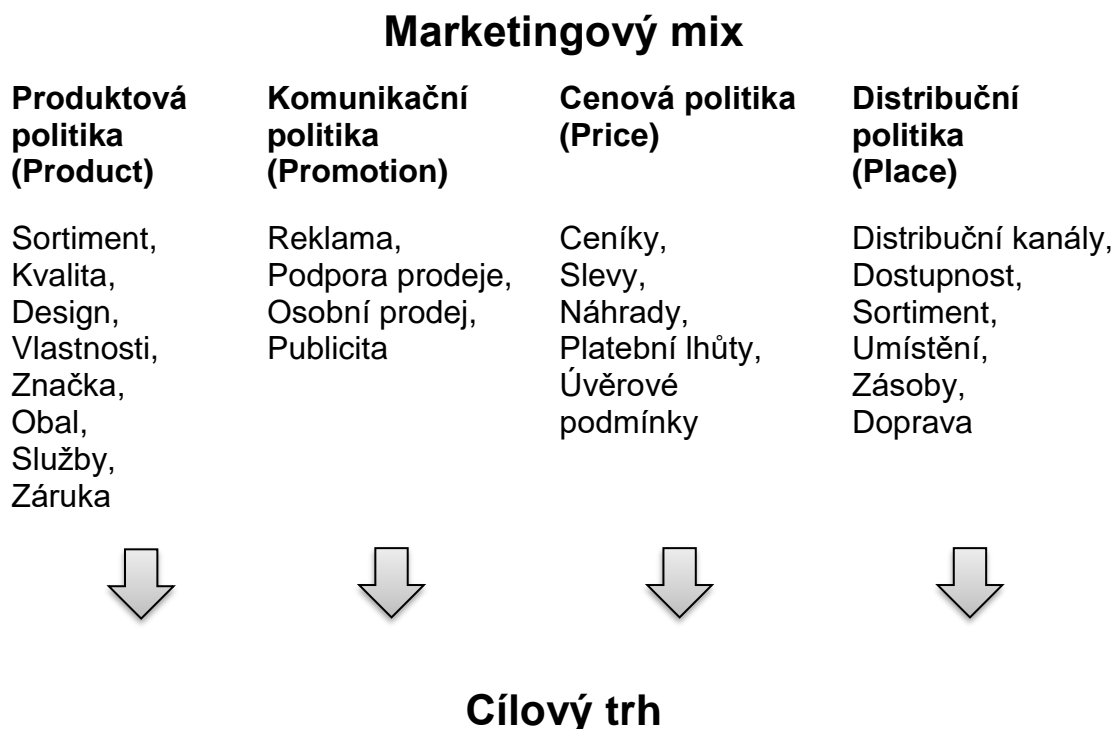 Marketingový mix
Produktová
politika
(Product)
Sortiment,
Kvalita,
Design,
Vlastnosti,
Značka,
Obal,
Služby,
Záruka
Komunikační
politika
(Promotion)
Reklama,
Podpora prodeje,
Osobní prodej,
Publicita
Cenová politika
(Price)
Ceníky,
Slevy,
Náhrady,
Platební lhůty,
Úvěrové
podmínky
Distribuční
politika
(Place)
Distribuční kanály,
Dostupnost,
Sortiment,
Umístění,
Zásoby,
Doprava
Cílový trh